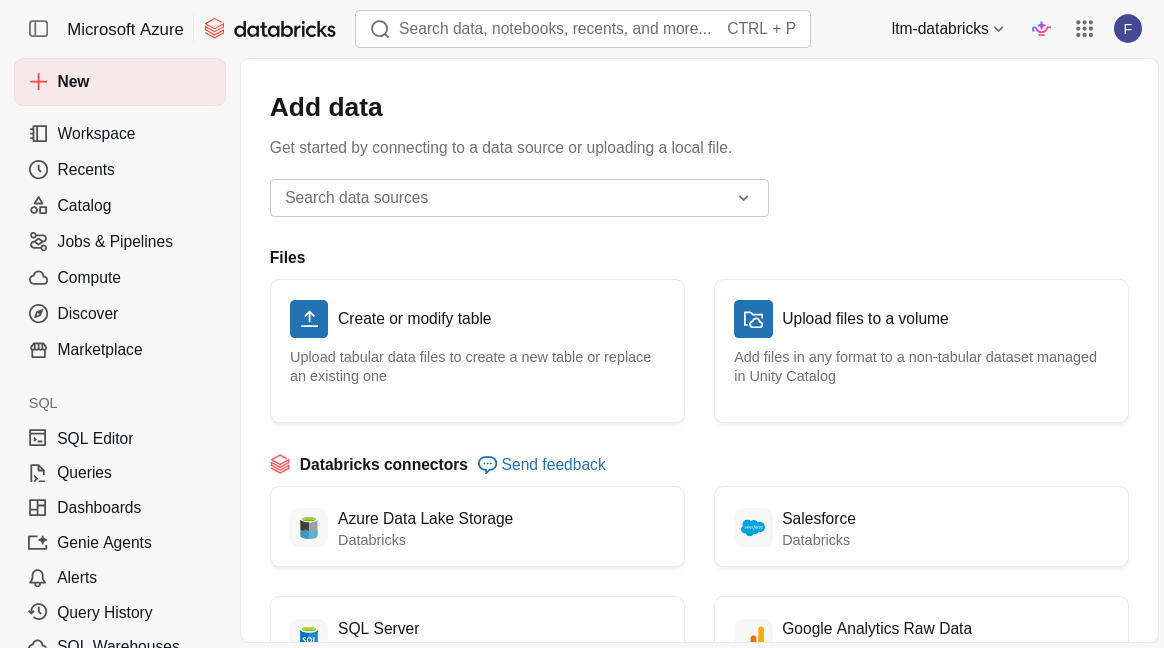 Microsoft Azure
databricks
Search data, notebooks, recents, and more...
CTRL + P
ltm-databricks
F
New
Workspace
Recents
Catalog
Jobs & Pipelines
Compute
Discover
Marketplace
SQL
SQL Editor
Queries
Dashboards
Genie Agents
Alerts
Query History
SQL Warehouses
Add data
Get started by connecting to a data source or uploading a local file.
Search data sources
Files
Create or modify table
Upload tabular data files to create a new table or replace
an existing one
Upload files to a volume
Add files in any format to a non-tabular dataset managed
in Unity Catalog
Databricks connectors
Send feedback
Azure Data Lake Storage
Databricks
salesforce
Salesforce
Databricks
SQL
SQL Server
Google Analytics Raw Data